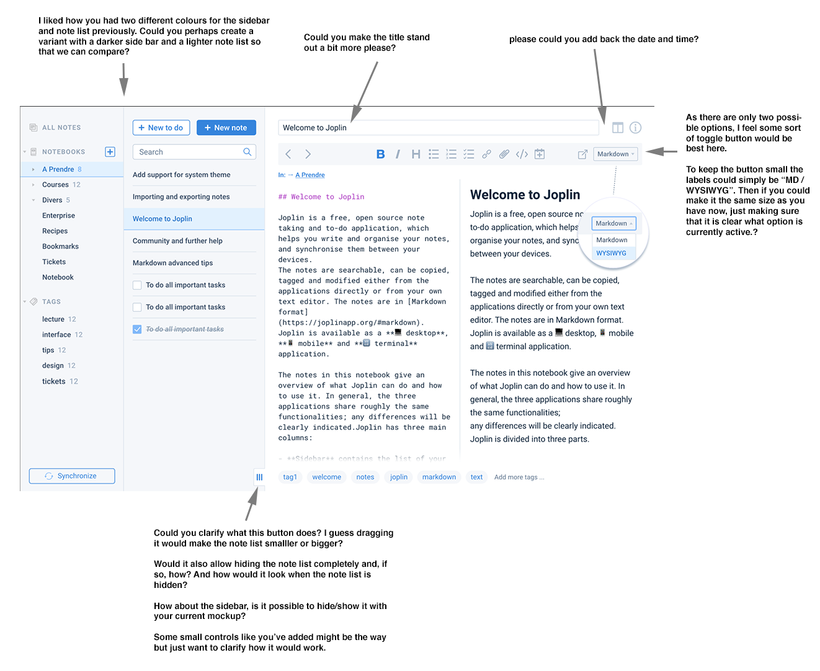 I liked how you had two different colours for the sidebar
and note list previously. Could you perhaps create a
variant with a darker side bar and a lighter note list so
that we can compare?
Could you make the title stand
out a bit more please?
please could you add back the date and time?
As there are only two possi-
ble options, I feel some sort
of toggle button would be
best here.
To keep the button small the
labels could simply be “MD /
WYSIWYG”. Then if you could
make it the same size as you
have now, just making sure
that it is clear what option is
currently active.?
ALL NOTES
NOTEBOOKS
A Prendre 8
Courses 12
Divers 5
Enterprise
Recipes
Bookmarks
Tickets
Notebook
TAGS
lecture 12
interface 12
tips 12
design 12
tickets 12
Synchronize
+ New to do
+ New note
Search
Add support for system theme
Importing and exporting notes
Welcome to Joplin
Community and further help
Markdown advanced tips
To do all important tasks
To do all important tasks
To do all important tasks
Welcome to Joplin
B I H
Markdown
In: → A Prendre
## Welcome to Joplin
Joplin is a free, open source note
taking and to-do application, which
helps you write and organise your notes,
and synchronise them between your
devices.
The notes are searchable, can be copied,
tagged and modified either from the
applications directly or from your own
text editor. The notes are in [Markdown
format]
(https://joplinapp.org/#markdown).
Joplin is available as a **🖥 desktop**,
**📱 mobile** and **📟 terminal**
application.
The notes in this notebook give an
overview of what Joplin can do and how
to use it. In general, the three
applications share roughly the same
functionalities; any differences will be
clearly indicated.Joplin has three main
columns:
- **Sidebar** contains the list of your
Welcome to Joplin
Joplin is a free, open source no
to-do application, which helps
organise your notes, and sync
between your devices.
Markdown
Markdown
WYSIWYG
The notes are searchable, can be copied,
tagged and modified either from the
applications directly or from your own text
editor. The notes are in Markdown format.
Joplin is available as a 🖥 desktop, 📱 mobile
and 📟 terminal application.
The notes in this notebook give an overview
of what Joplin can do and how to use it. In
general, the three applications share roughly
the same functionalities;
any differences will be clearly indicated.
Joplin is divided into three parts.
tag1 welcome notes joplin markdown text Add more tags ...
Could you clarify what this button does? I guess dragging
it would make the note list smalller or bigger?
Would it also allow hiding the note list completely and, if
so, how? And how would it look when the note list is
hidden?
How about the sidebar, is it possible to hide/show it with
your current mockup?
Some small controls like you’ve added might be the way
but just want to clarify how it would work.